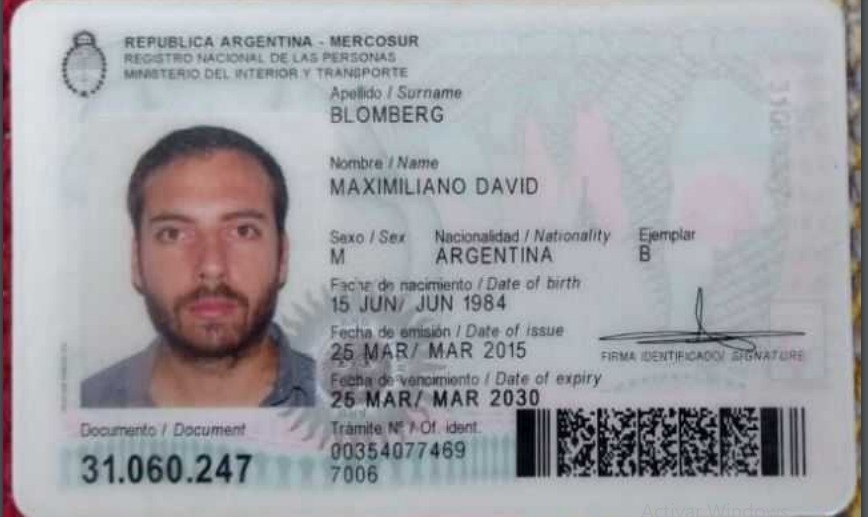 REPUBLICA ARGENTINA - MERCOSUR
REGISTRO NACIONAL DE LAS PERSONAS
MINISTERIO DEL INTERIOR Y TRANSPORTE
Apellido / Surname
BLOMBERG
Nombre / Name
MAXIMILIANO DAVID
Sexo / Sex Nacionalidad / Nationality Ejemplar
M ARGENTINA B
Fecha de nacimiento / Date of birth
15 JUN/ JUN 1984
Fecha de emisión / Date of issue
25 MAR/ MAR 2015
FIRMA IDENTIFICADO/ SIGNATURE
Fecha de vencimiento / Date of expiry
25 MAR/ MAR 2030
Documento / Document
31.060.247
Trámite Nº / Of. ident.
00354077469
7006
Activar Windows